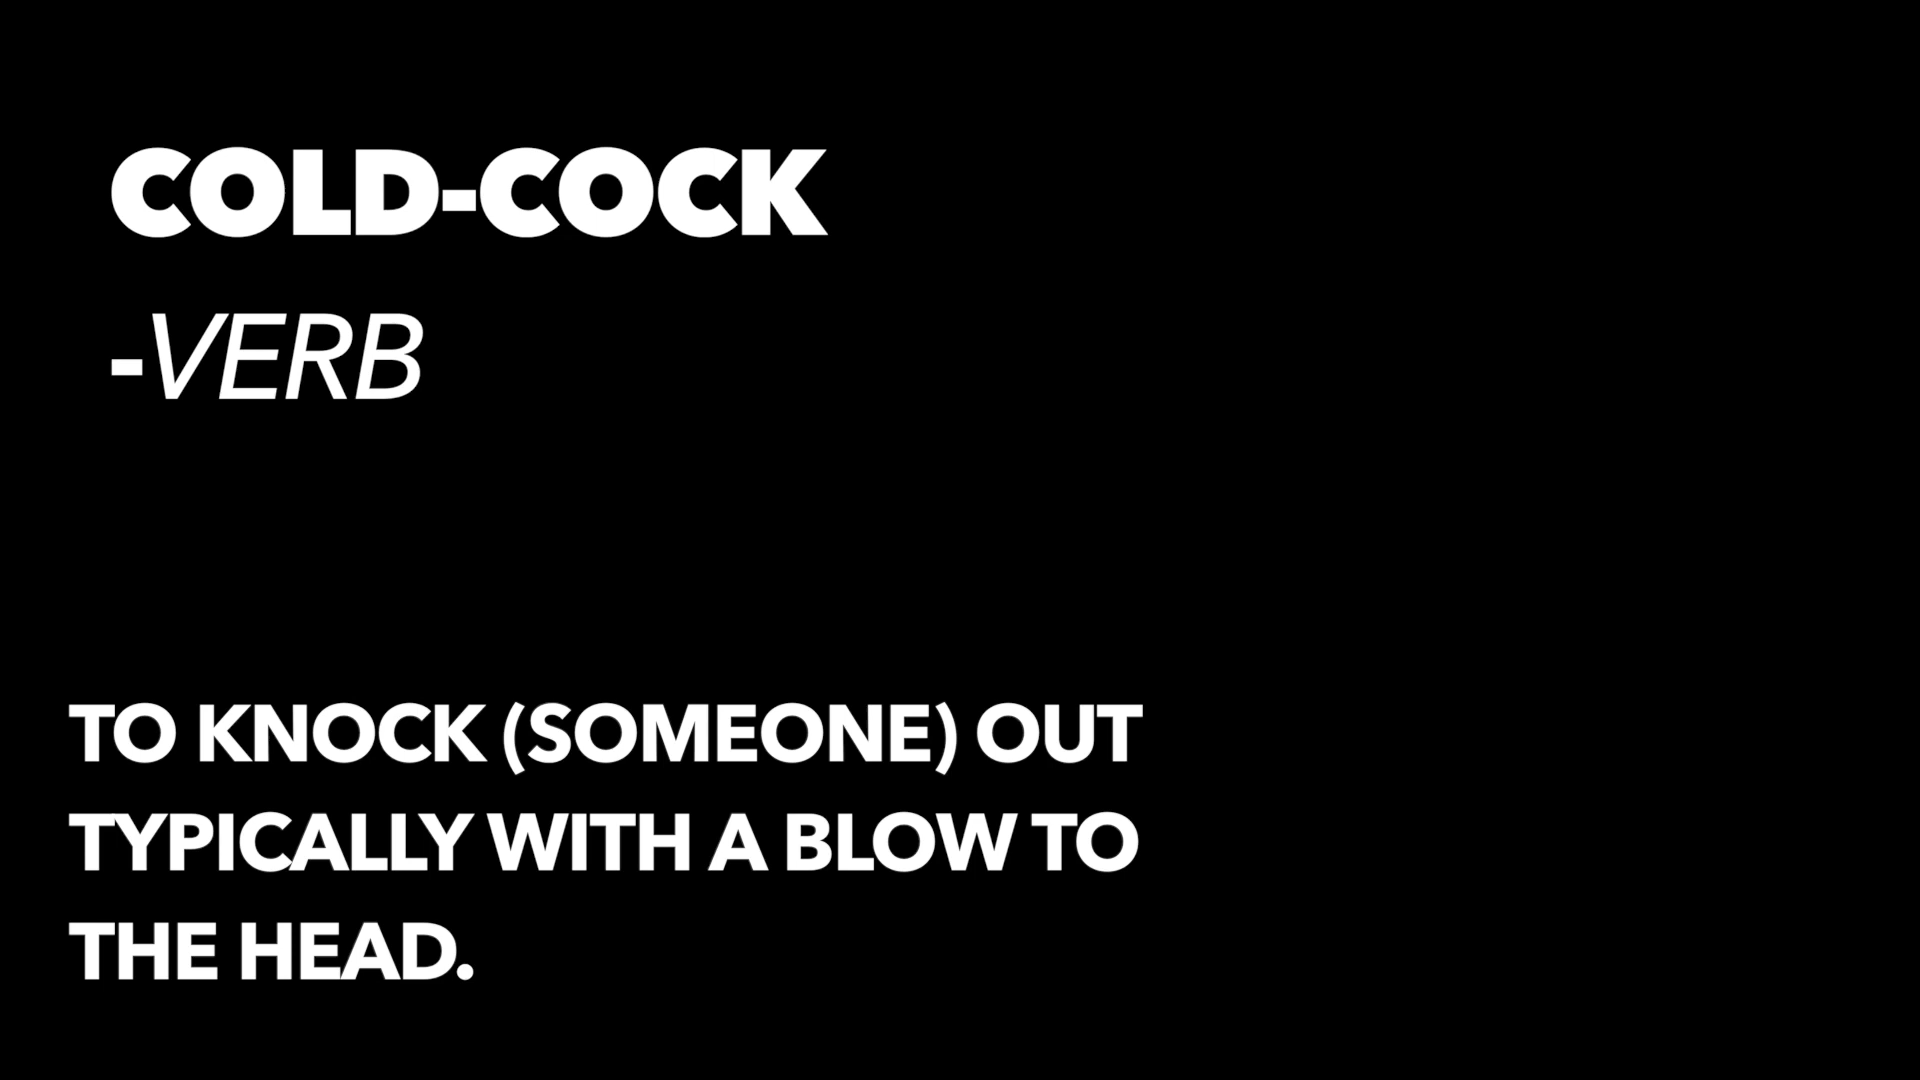 COLD-COCK
-VERB
TO KNOCK (SOMEONE) OUT
TYPICALLY WITH A BLOW TO
THE HEAD.